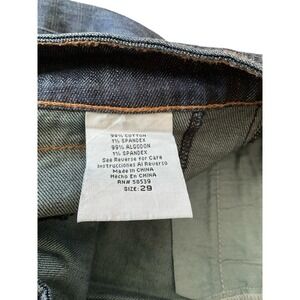 99% COTTON
1% SPANDEX
99% ALGODON
1% SPANDEX
See Reverse for Care
Instrucciones Al Reverso
MADE IN CHINA
HECHO EN CHINA
RN# 58539
SIZE: 29